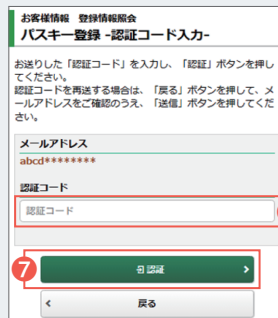 お客様情報 登録情報照会
パスキー登録 -認証コード入力-
お送りした「認証コード」を入力し、「認証」ボタンを押し
てください。
認証コードを再送する場合は、「戻る」ボタンを押して、メ
ールアドレスをご確認のうえ、「送信」ボタンを押してくだ
さい。
メールアドレス
abcd********
認証コード
認証コード
7
認証
戻る